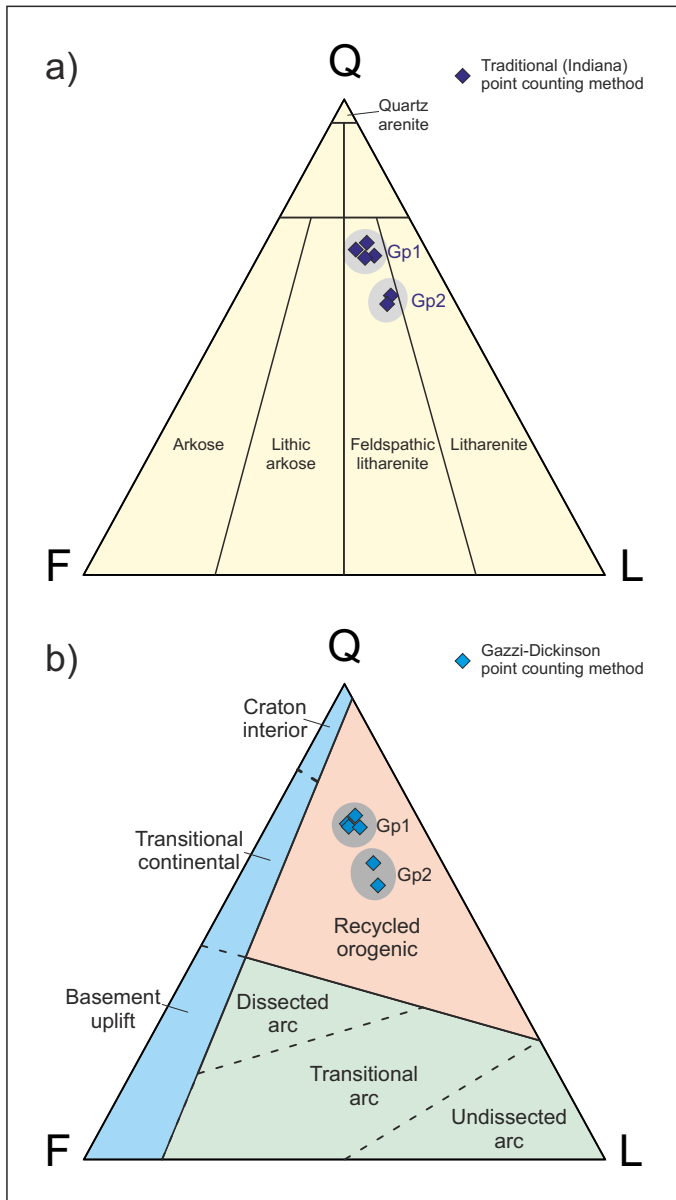 a)
Q
Traditional (Indiana)
point counting method
Quartz
arenite
Gp1
Gp2
Arkose
Lithic
arkose
Feldspathic
litharenite
Litharenite
F
L
b)
Q
Gazzi-Dickinson
point counting method
Craton
interior
Transitional
continental
Gp1
Gp2
Recycled
orogenic
Basement
uplift
Dissected
arc
Transitional
arc
Undissected
arc
F
L